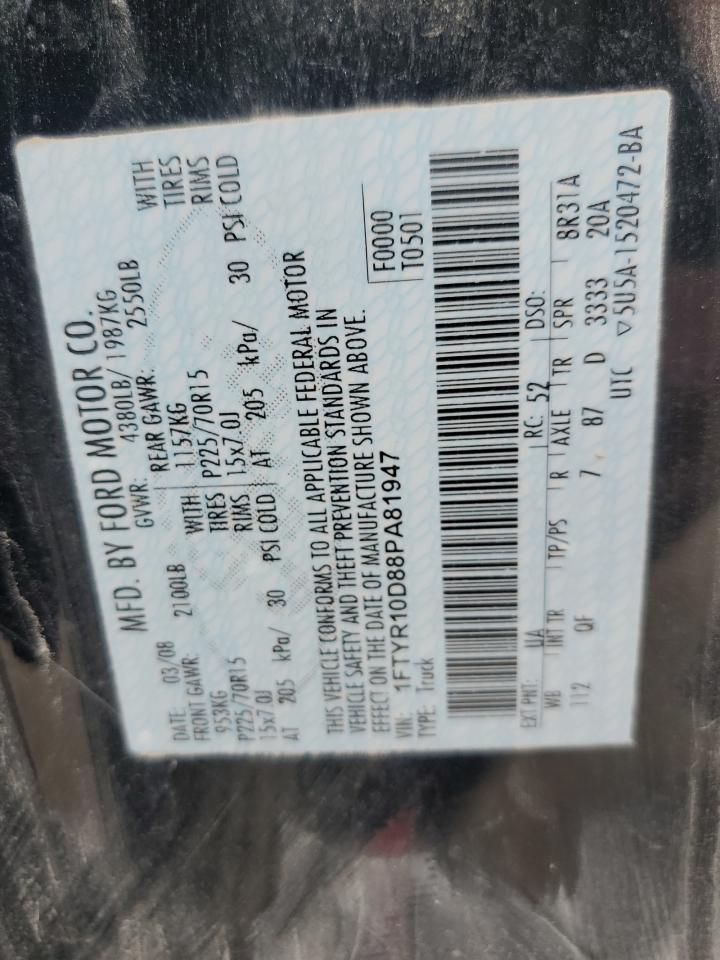 MFD. BY FORD MOTOR CO.
DATE: 03/08 GVWR: 4380LB/ 1987KG
FRONT GAWR: 2100LB REAR GAWR: 2550LB
953KG WITH 1157KG WITH
P225/70R15 TIRES P225/70R15 TIRES
15x7.0J RIMS 15x7.0J RIMS
AT 205 kPa/ 30 PSI COLD AT 205 kPa/ 30 PSI COLD
THIS VEHICLE CONFORMS TO ALL APPLICABLE FEDERAL MOTOR
VEHICLE SAFETY AND THEFT PREVENTION STANDARDS IN
EFFECT ON THE DATE OF MANUFACTURE SHOWN ABOVE.
VIN: 1FTYR10D88PA81947 F0000
TYPE: Truck T0501
EXT PNT: UA RC: 52 DSO:
WB INT TR TP/PS R AXLE TR SPR 8R31A
112 QF 7 87 D 3333 20A
UTC ▽5U5A-1520472-BA